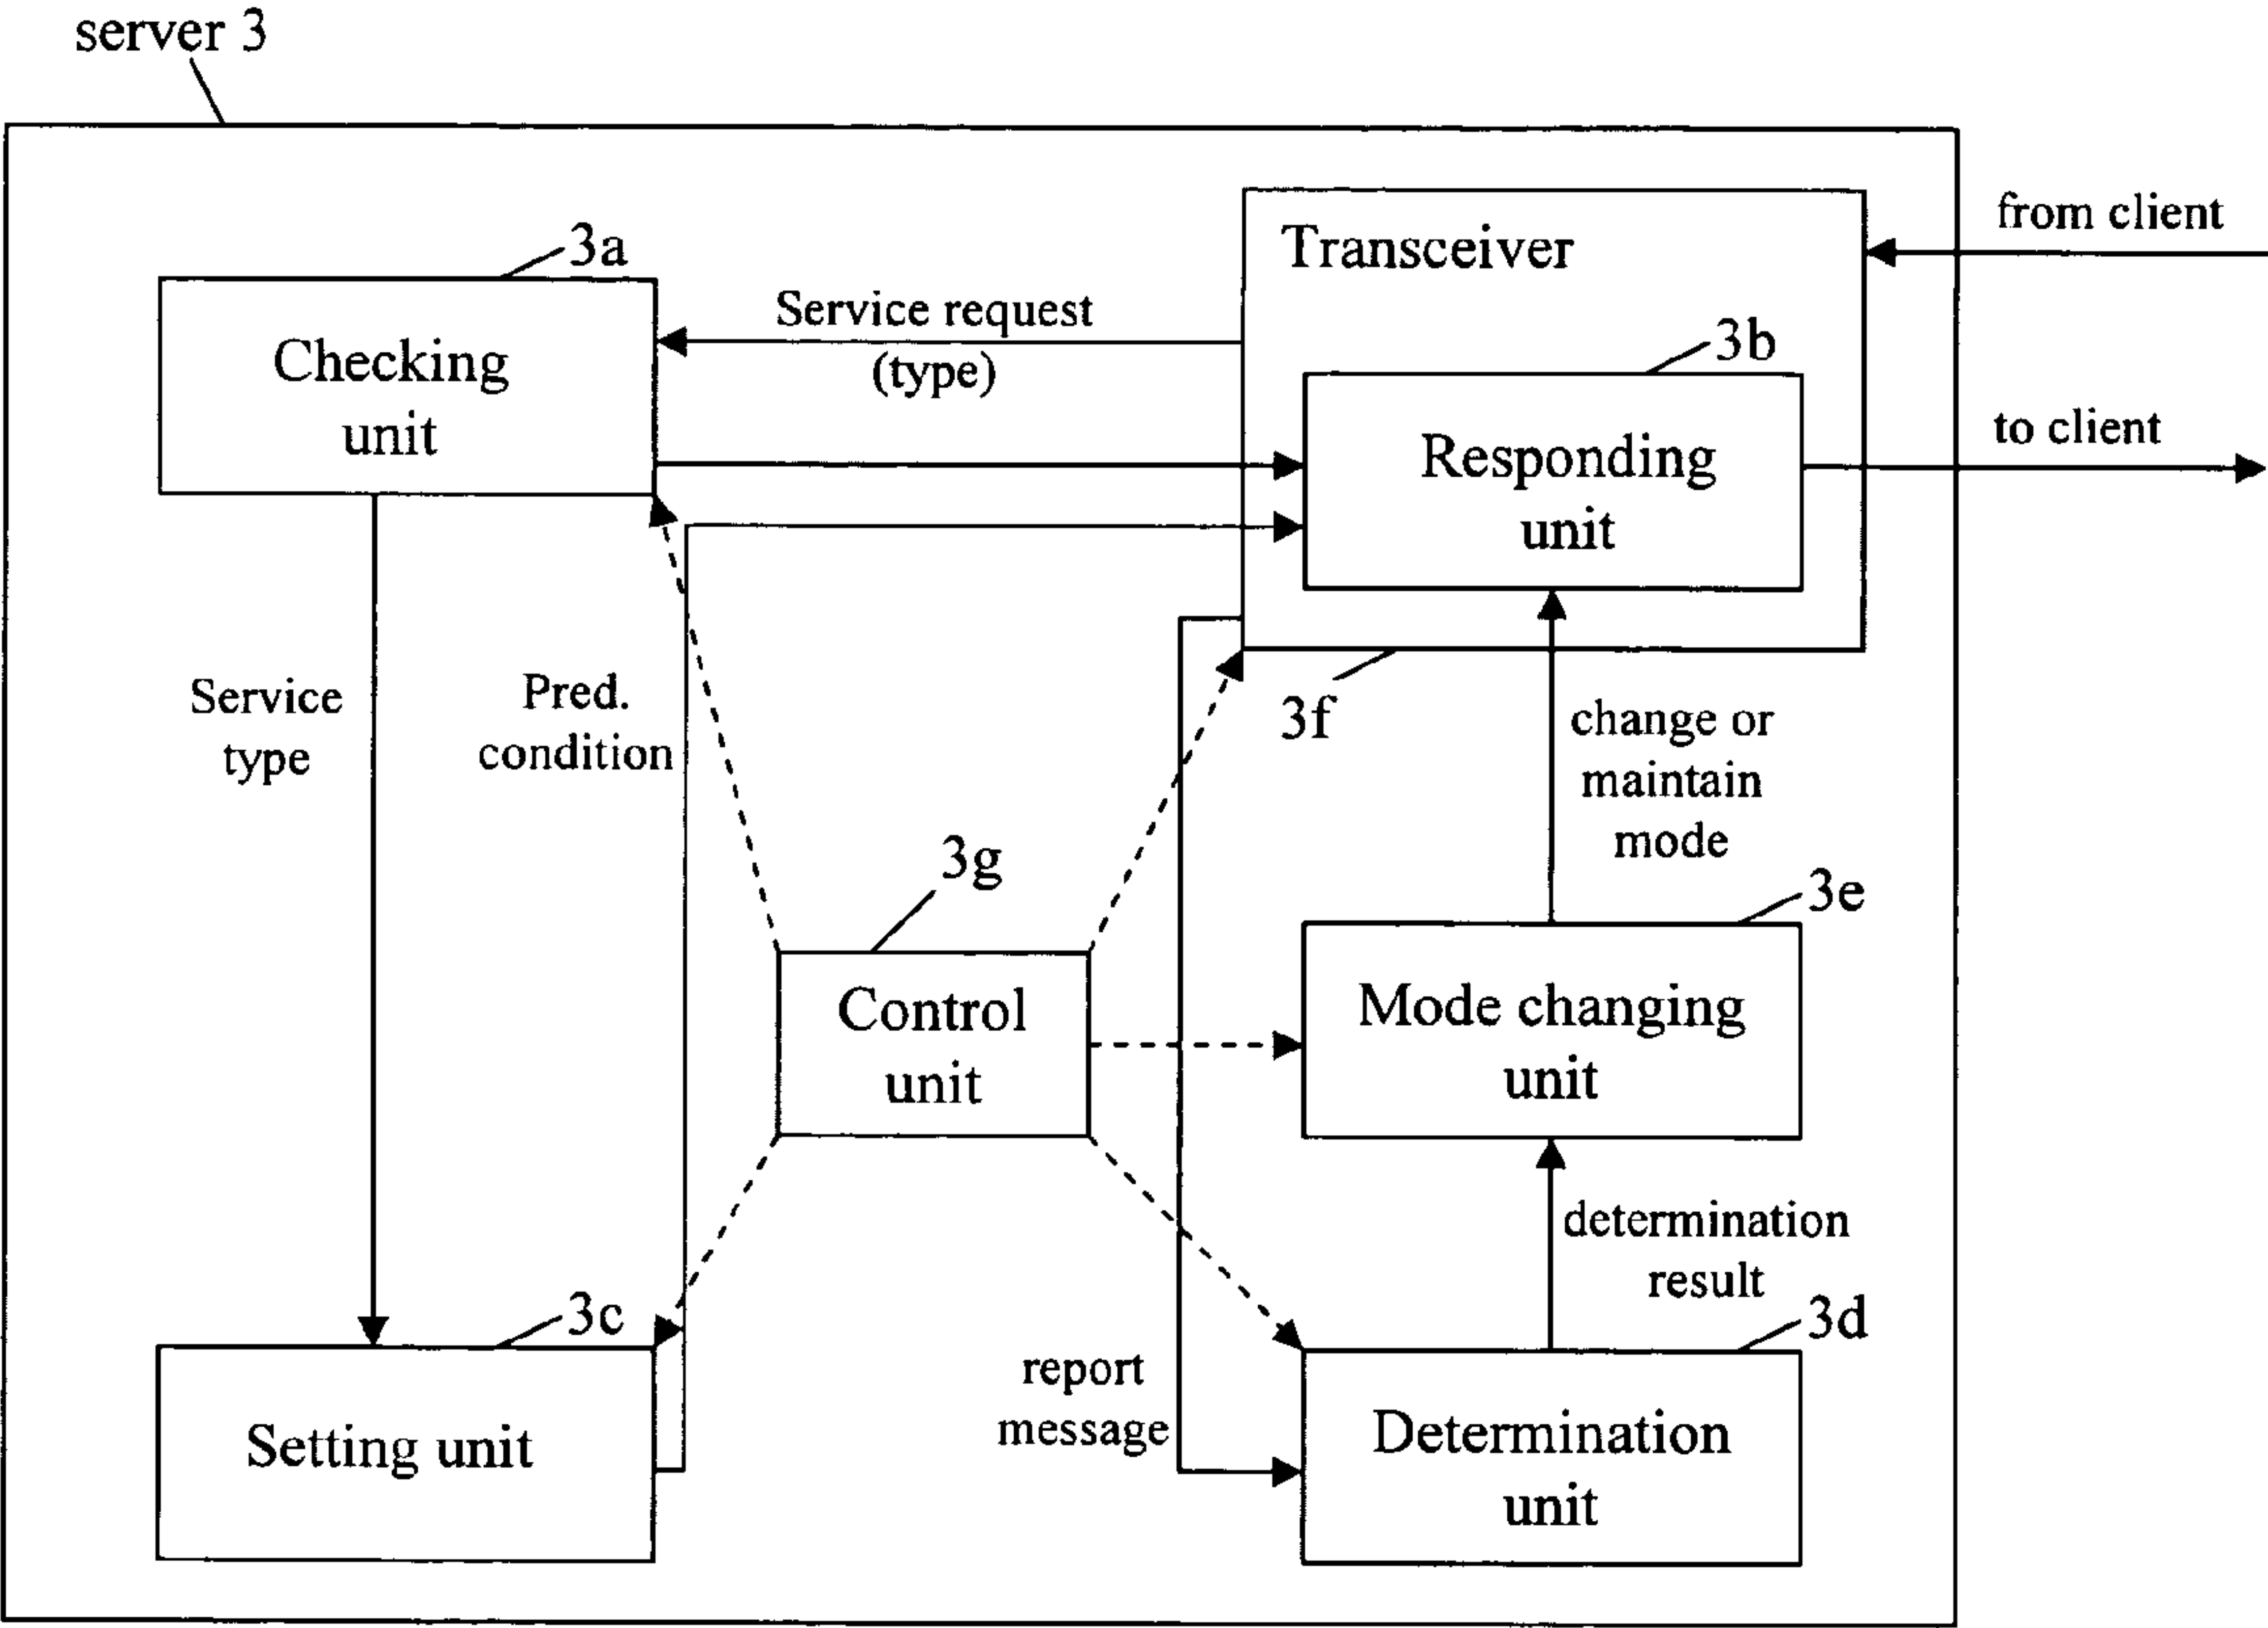 server 3
from client
3a
Transceiver
Service request
(type)
3b
Checking
unit
to client
Responding
unit
Service
type
Pred.
condition
3f
change or
maintain
mode
3g
3e
Control
unit
Mode changing
unit
determination
result
3c
3d
report
message
Setting unit
Determination
unit